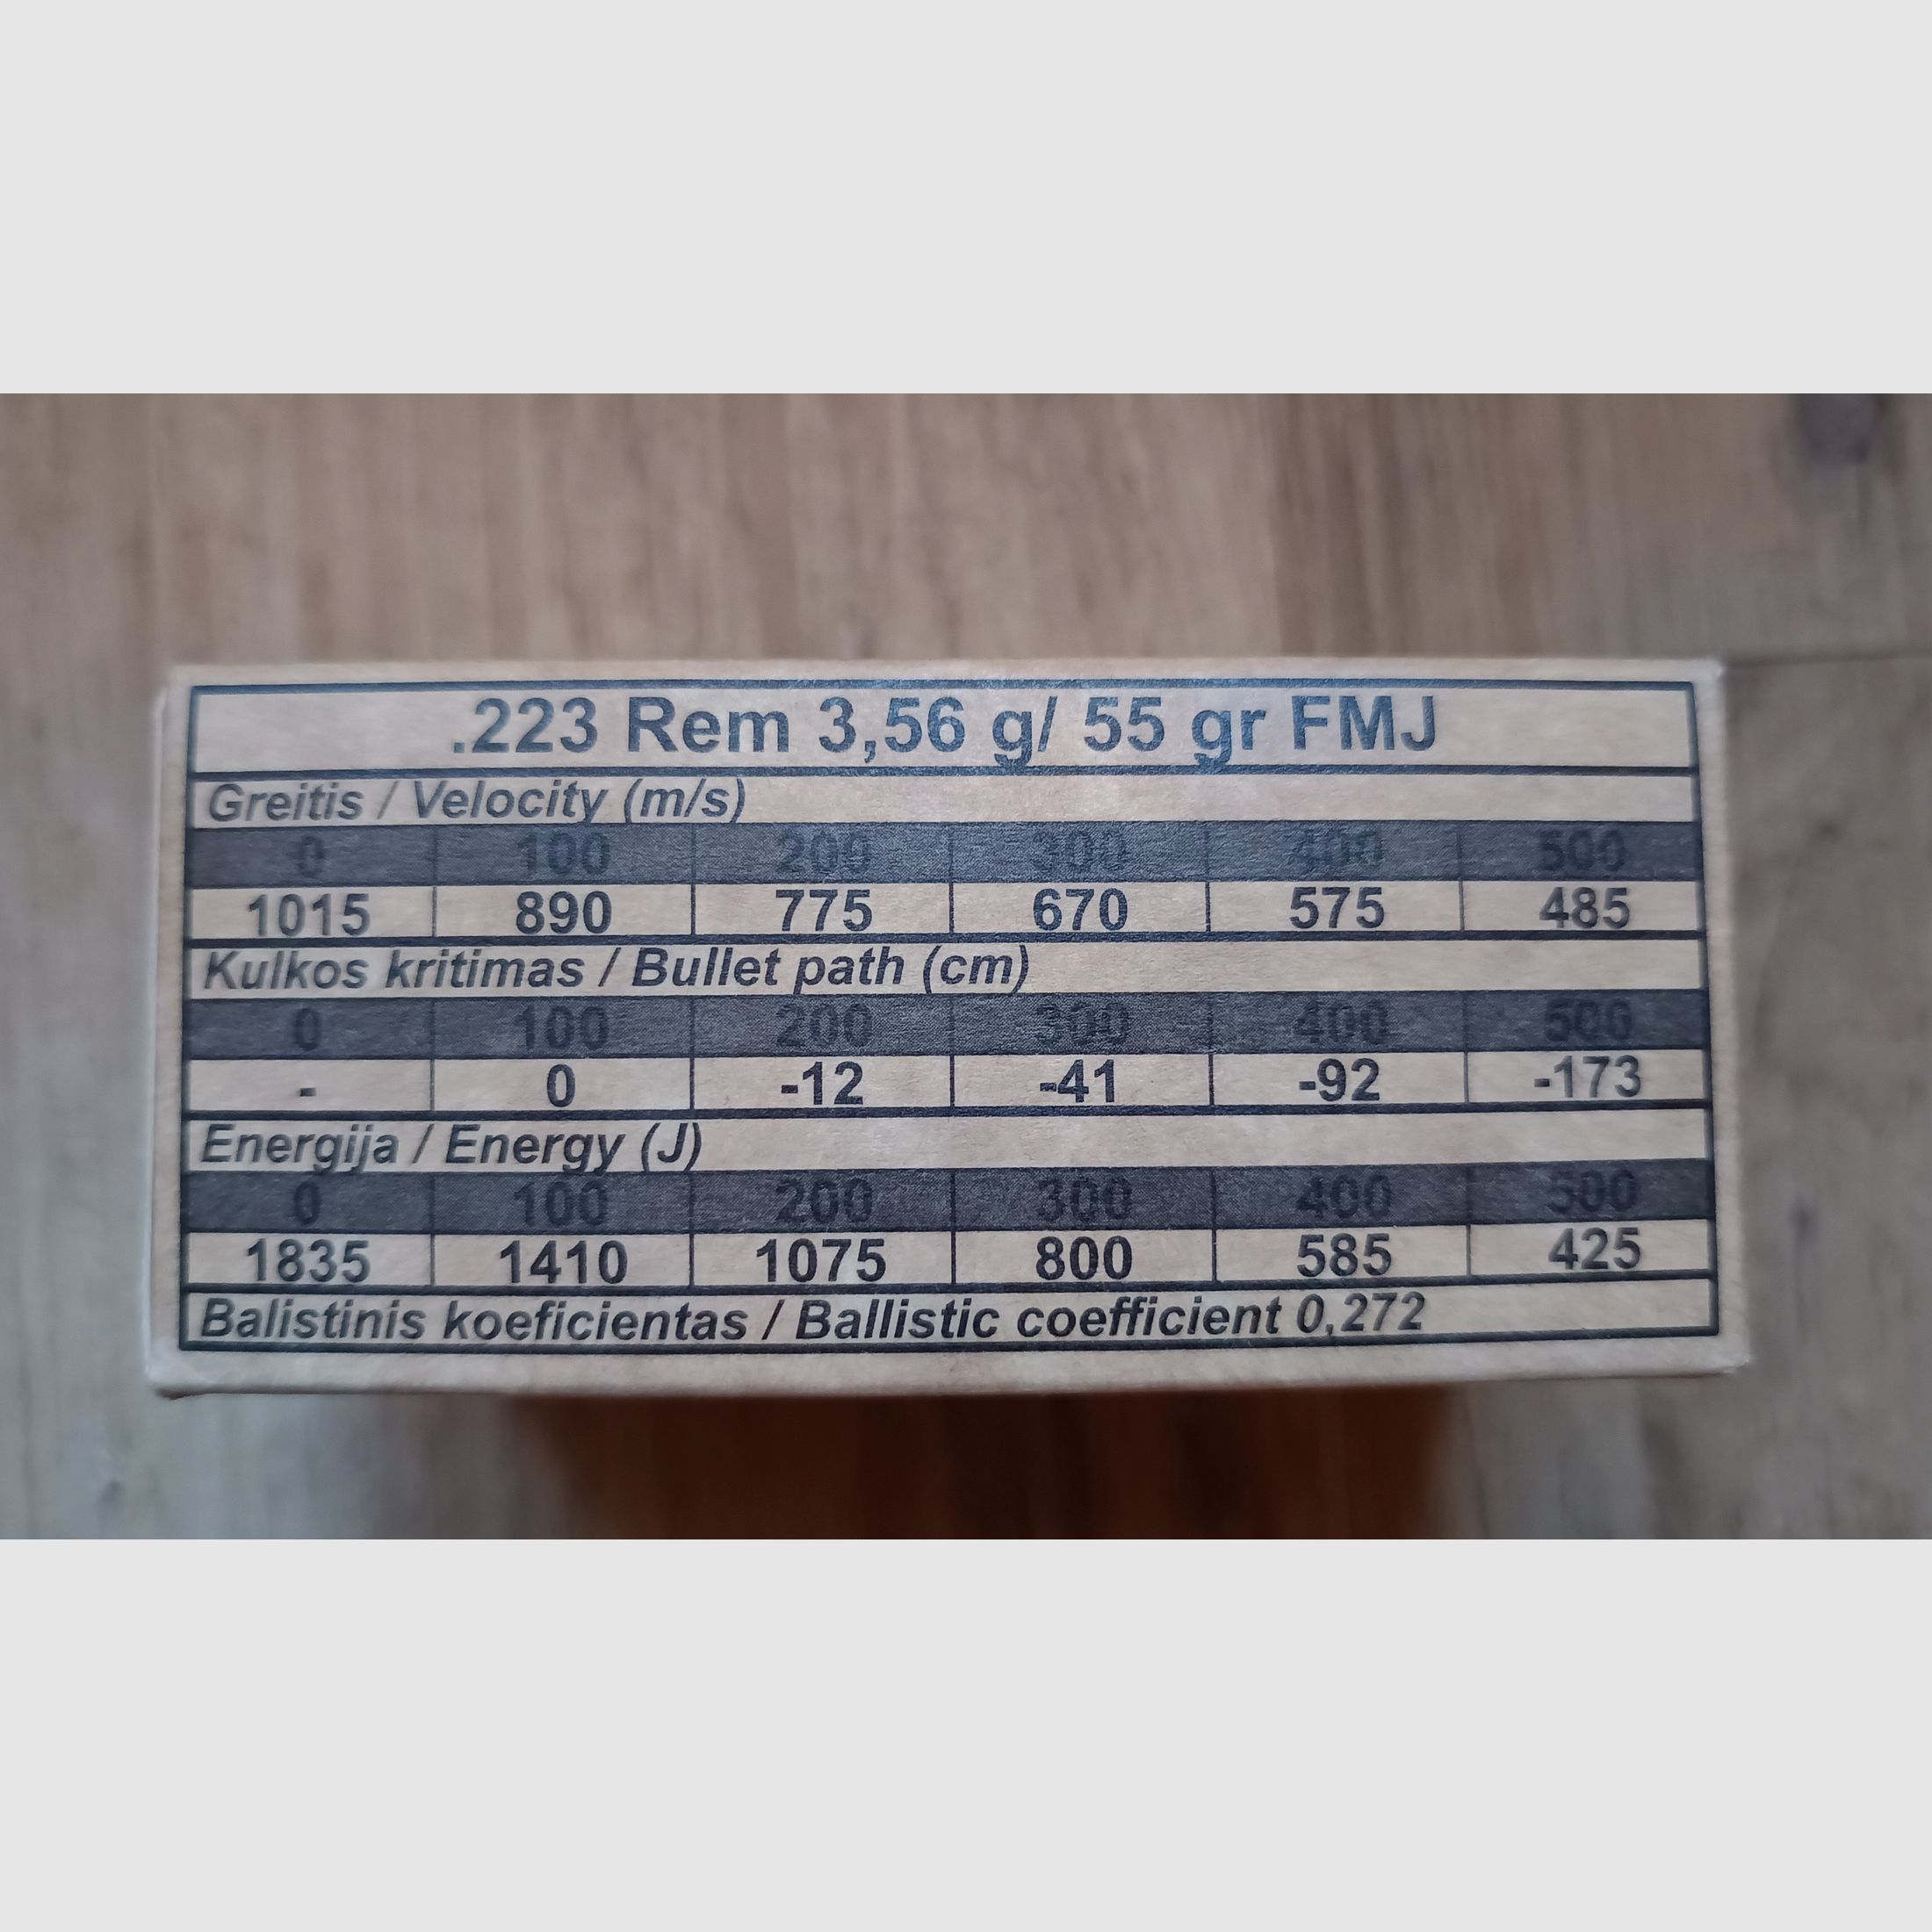 .223 Rem 3,56 g/ 55 gr FMJ
Greitis / Velocity (m/s)
0 100 200 300 400 500
1015 890 775 670 575 485
Kulkos kritimas / Bullet path (cm)
0 100 200 300 400 500
- 0 -12 -41 -92 -173
Energija / Energy (J)
0 100 200 300 400 500
1835 1410 1075 800 585 425
Balistinis koeficientas / Ballistic coefficient 0,272